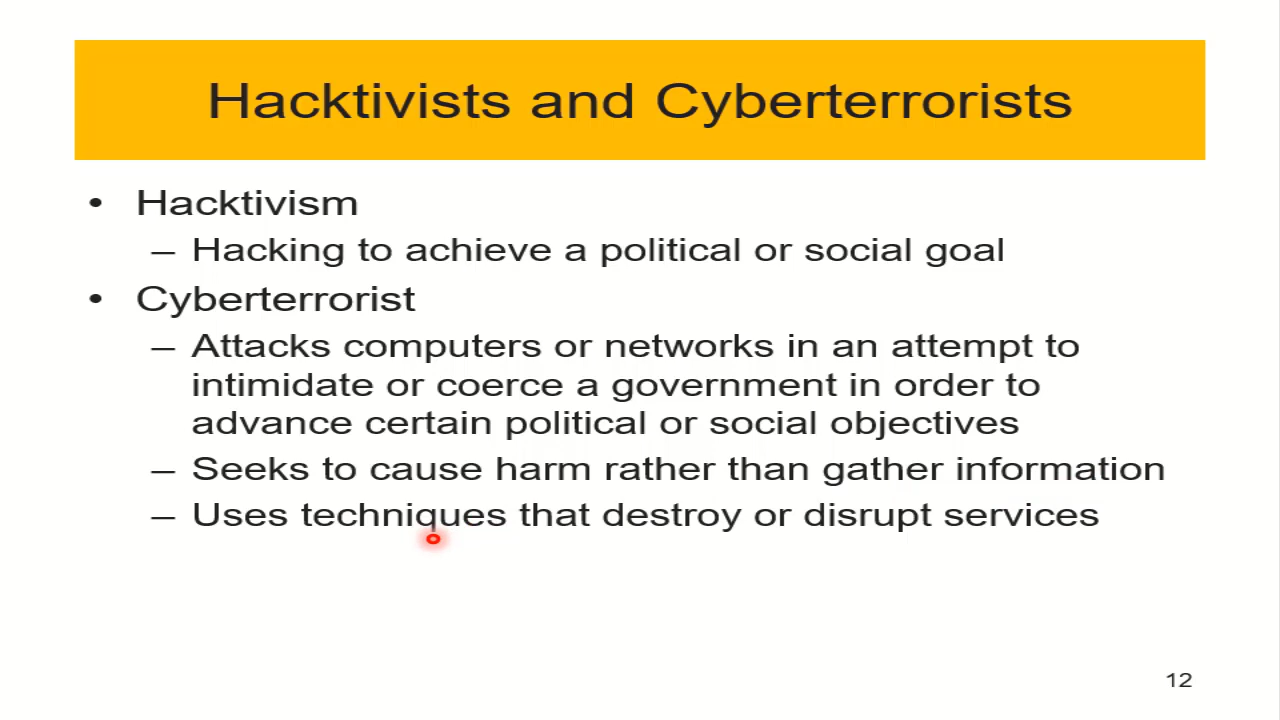 Hacktivists and Cyberterrorists
• Hacktivism
– Hacking to achieve a political or social goal
• Cyberterrorist
– Attacks computers or networks in an attempt to
intimidate or coerce a government in order to
advance certain political or social objectives
– Seeks to cause harm rather than gather information
– Uses techniques that destroy or disrupt services
12